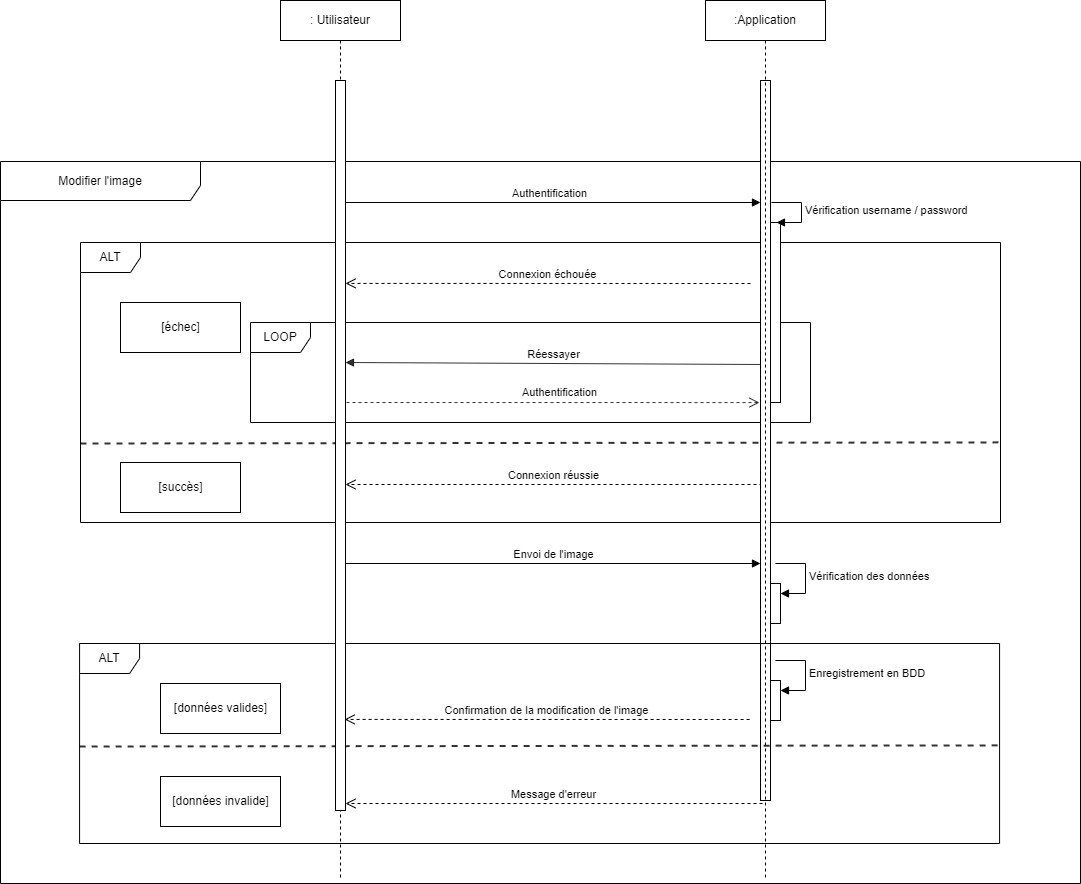 : Utilisateur
:Application
Modifier l'image
Authentification
Vérification username / password
ALT
Connexion échouée
[échec]
LOOP
Réessayer
Authentification
Connexion réussie
[succès]
Envoi de l'image
Vérification des données
ALT
Enregistrement en BDD
[données valides]
Confirmation de la modification de l'image
Message d'erreur
[données invalide]